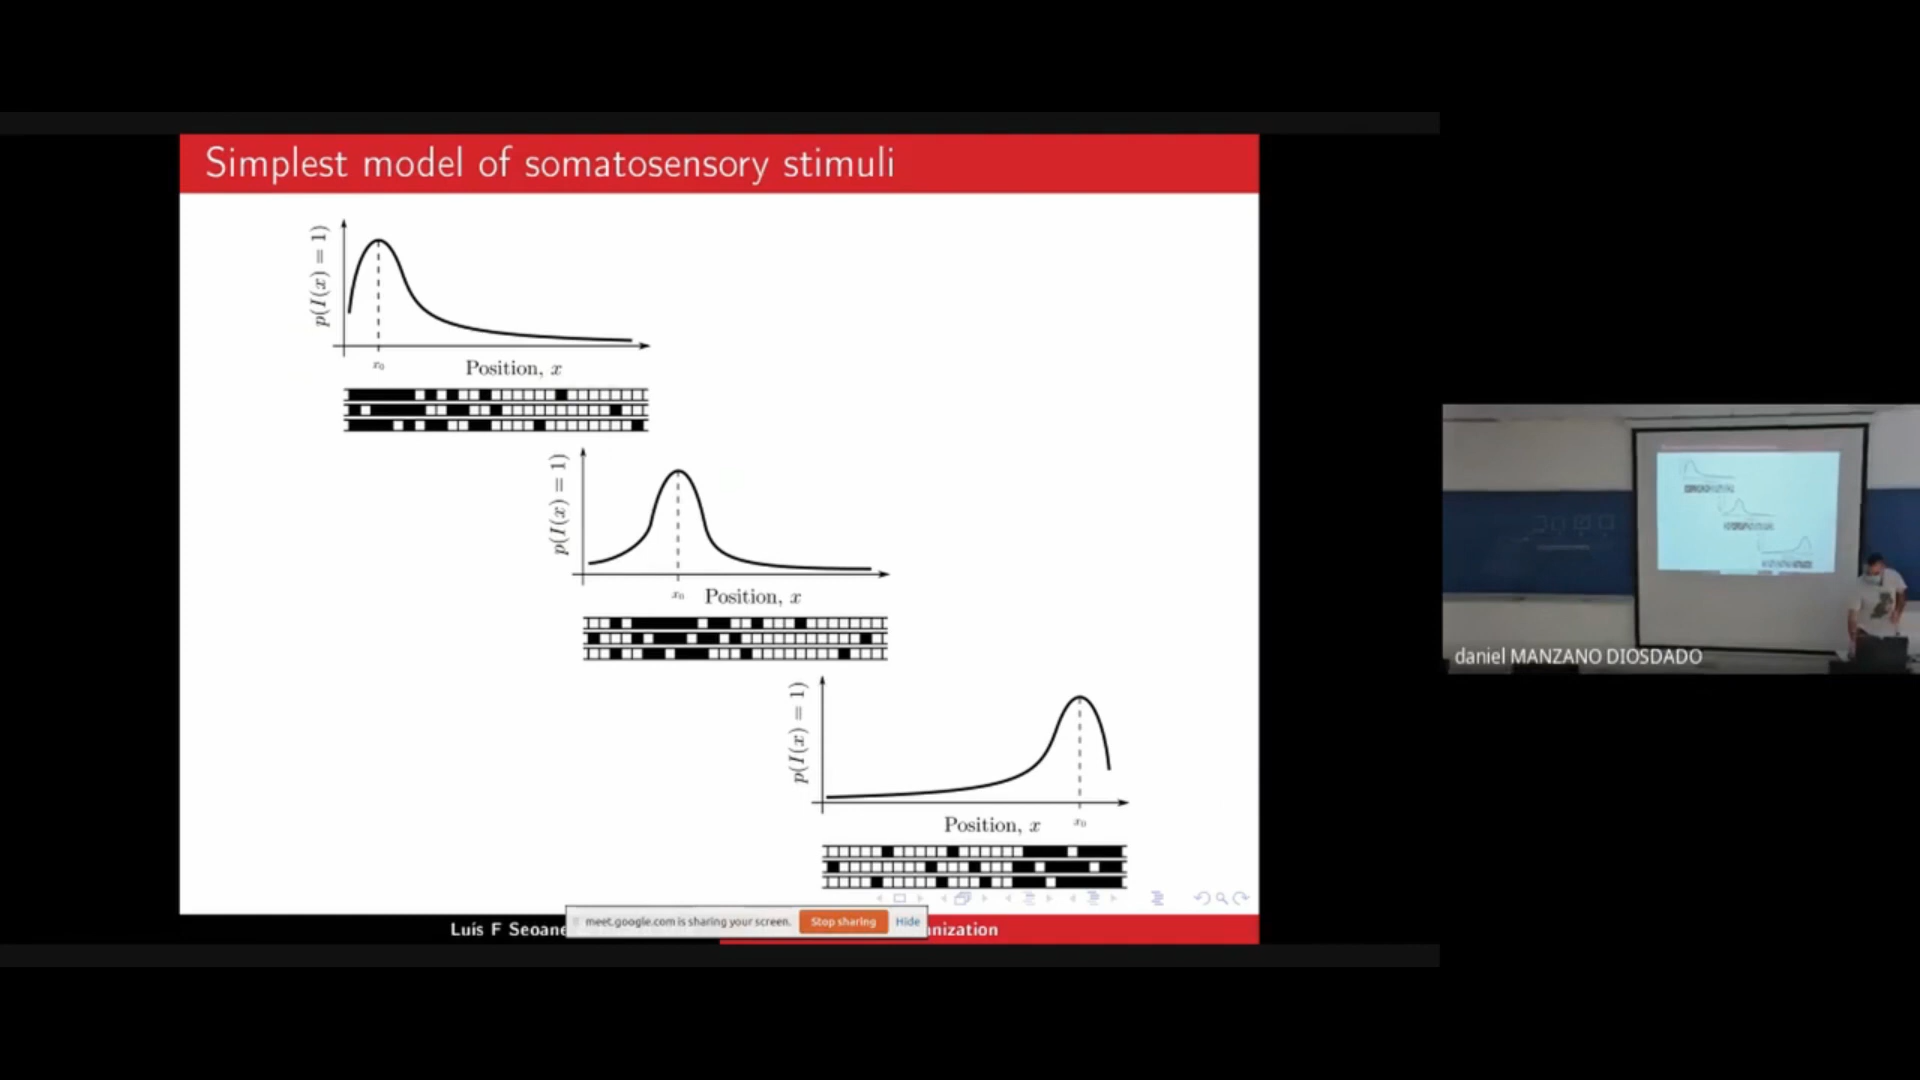 Simplest model of somatosensory stimuli
p(I(x) = 1)
x₀
Position, x
p(I(x) = 1)
x₀ Position, x
p(I(x) = 1)
Position, x x₀
daniel MANZANO DIOSDADO
Luís F Seoane
meet.google.com is sharing your screen. Stop sharing Hide
nization